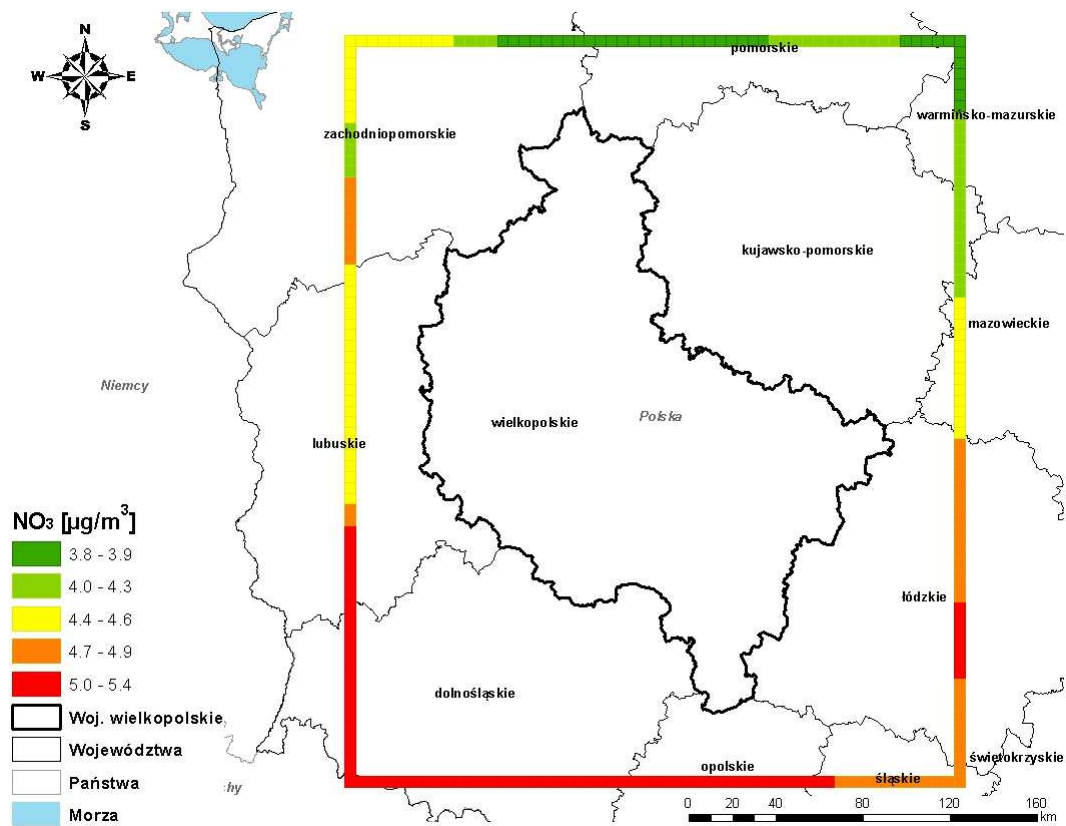 N
W
E
S
pomorskie
warmińsko-mazurskie
zachodniopomorskie
kujawsko-pomorskie
mazowieckie
Niemcy
wielkopolskie
Polska
lubuskie
łódzkie
dolnośląskie
opolskie
śląskie
świętokrzyskie
NO₃ [µg/m³]
3.8 - 3.9
4.0 - 4.3
4.4 - 4.6
4.7 - 4.9
5.0 - 5.4
Woj. wielkopolskie
Województwa
Państwa
Morza
hy
0 20 40 80 120 160
km